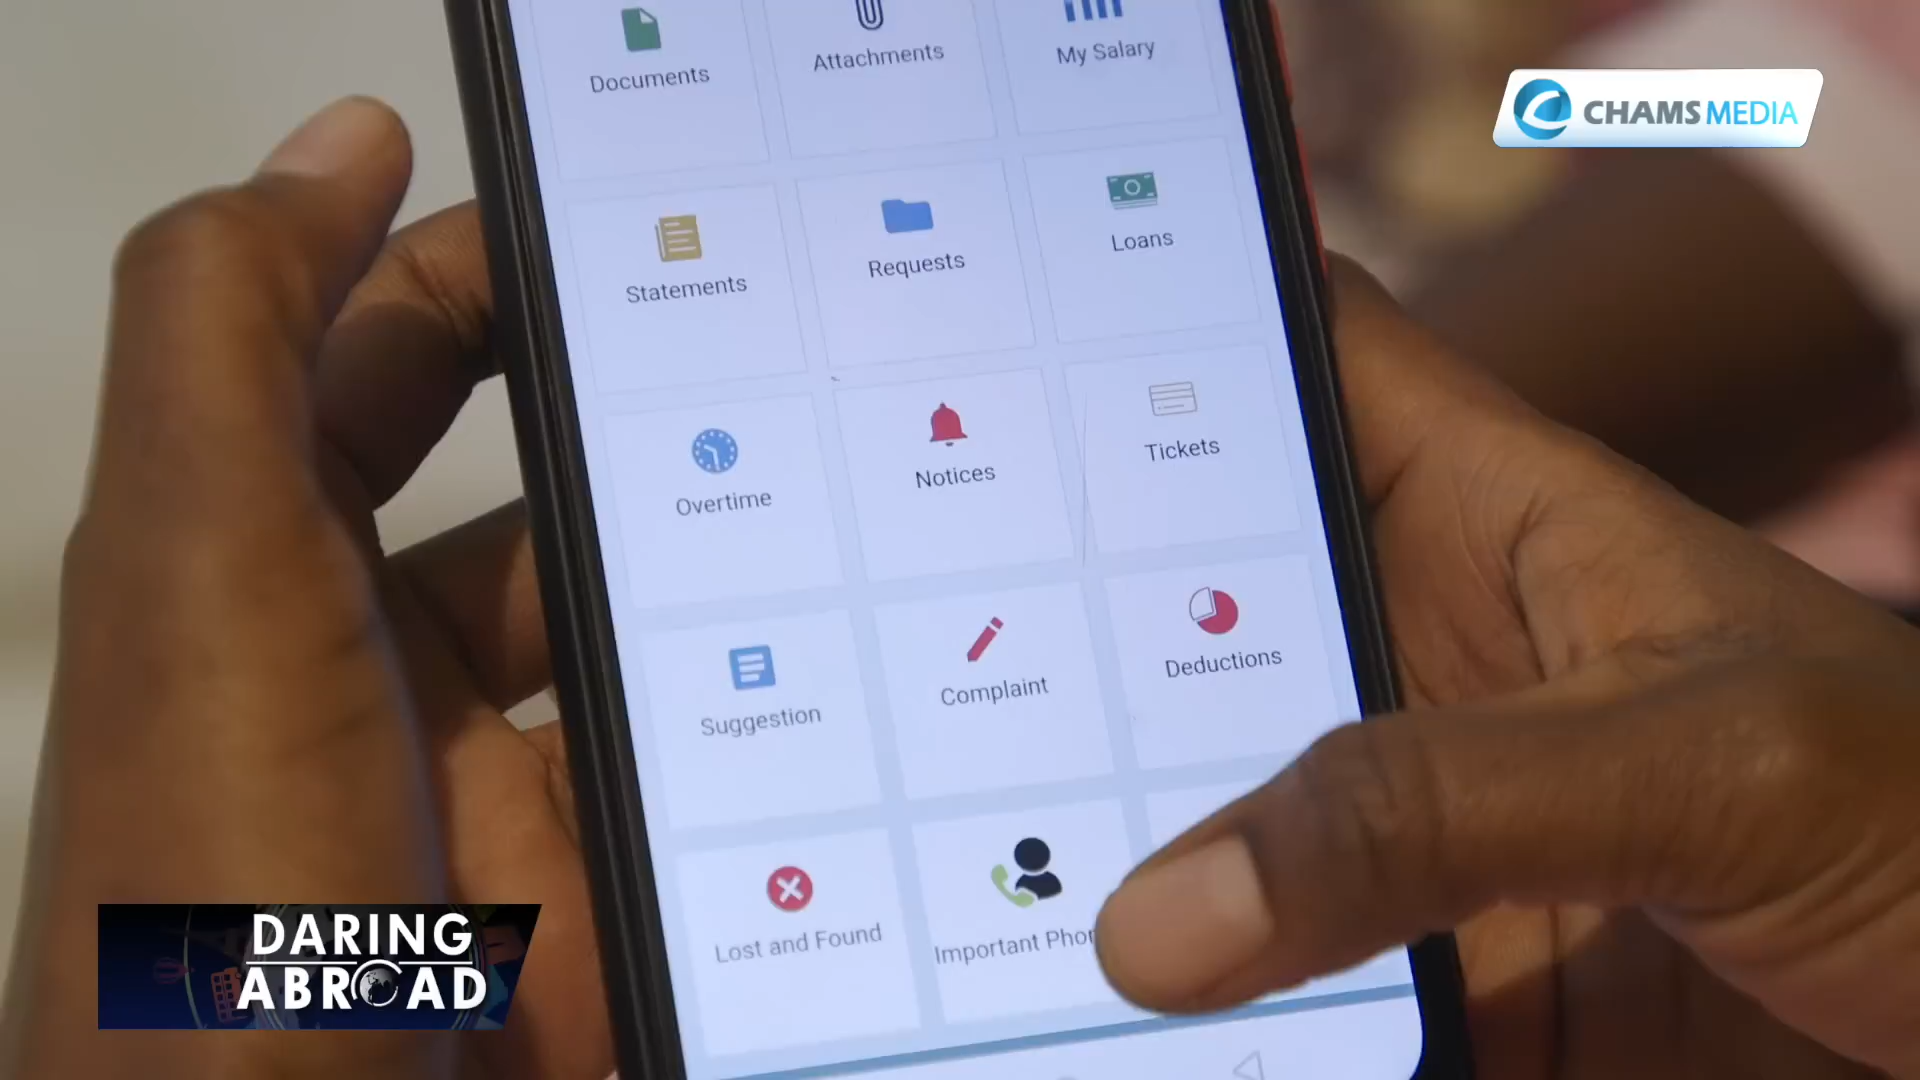 CHAMS MEDIA
Documents
Attachments
My Salary
Statements
Requests
Loans
Overtime
Notices
Tickets
Suggestion
Complaint
Deductions
Lost and Found
Important
DARING
ABROAD